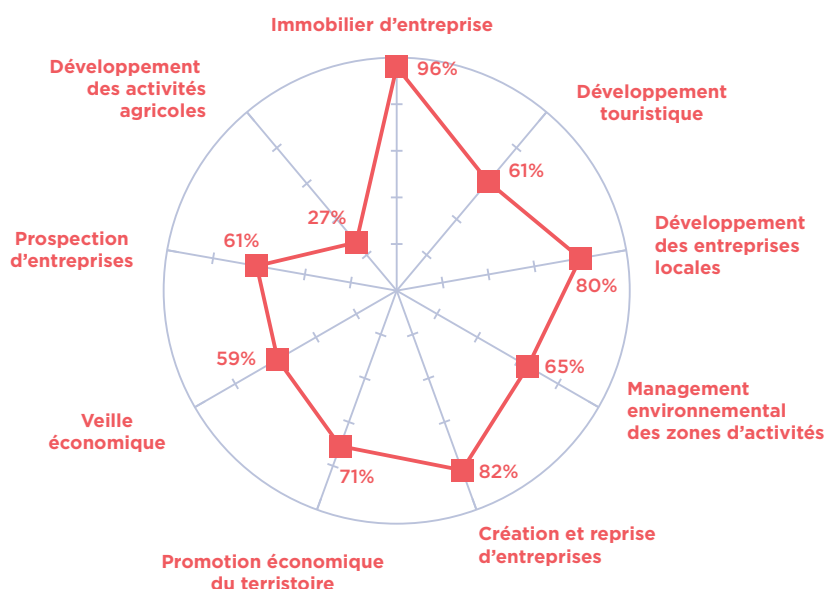 Immobilier d’entreprise
96%
Développement
touristique
61%
Développement
des entreprises
locales
80%
Management
environnemental
des zones d’activités
65%
Création et reprise
d’entreprises
82%
Promotion économique
du terristoire
71%
Veille
économique
59%
Prospection
d’entreprises
61%
Développement
des activités
agricoles
27%